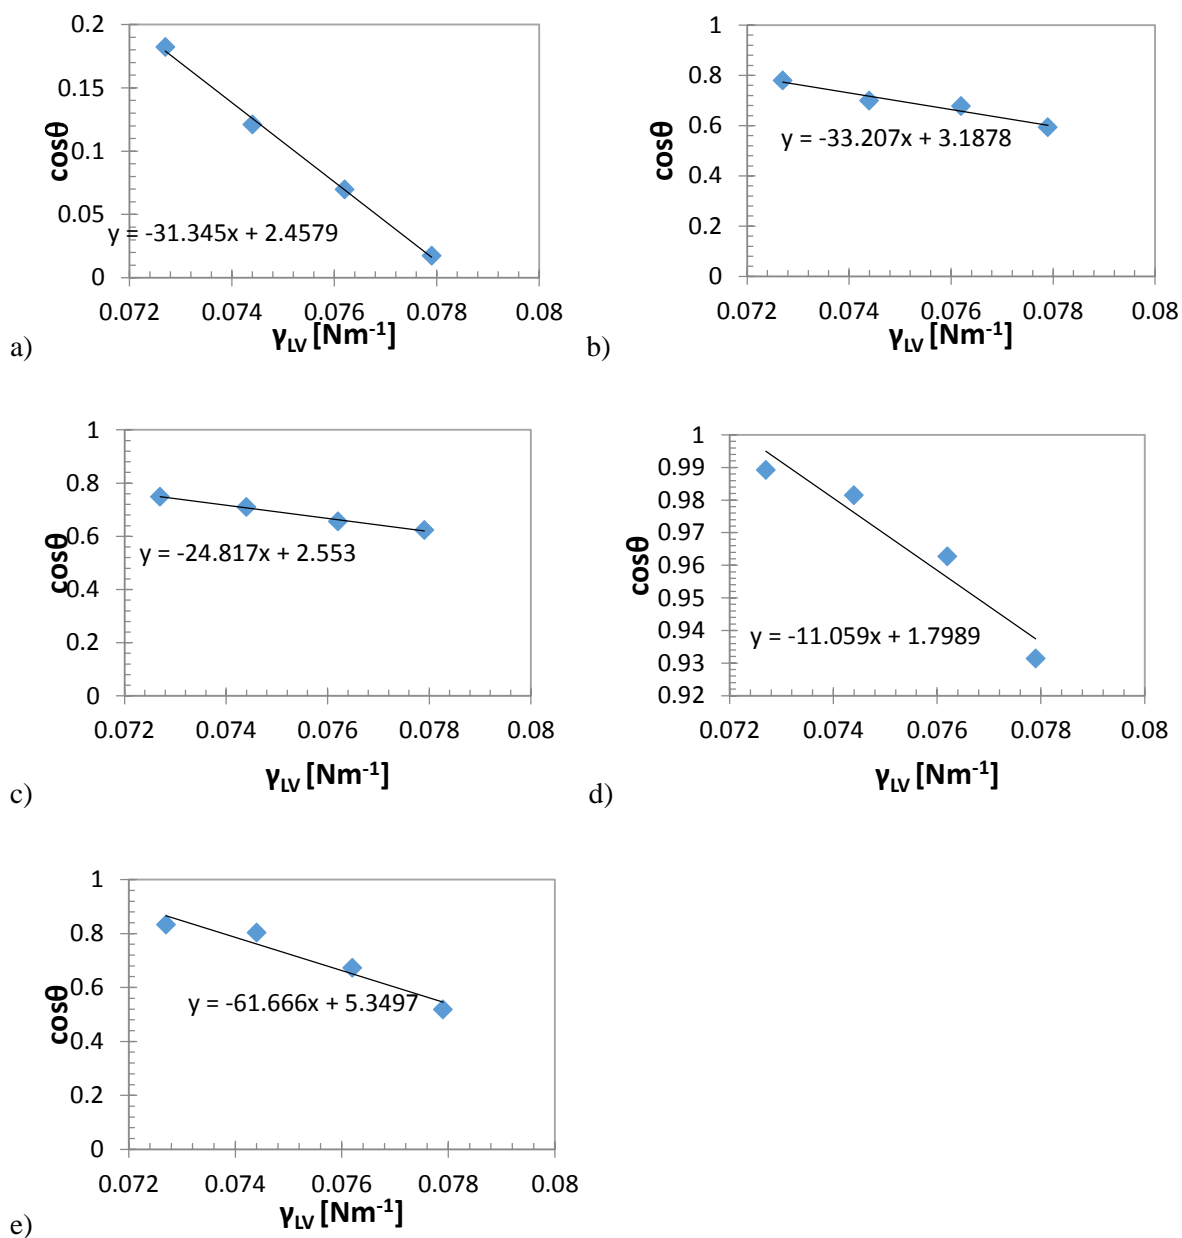 0.2
0.15
0.1
0.05
0
cosθ
y = -31.345x + 2.4579
0.072 0.074 0.076 0.078 0.08
γLV [Nm-1]
a)
1
0.8
0.6
0.4
0.2
0
cosθ
y = -33.207x + 3.1878
0.072 0.074 0.076 0.078 0.08
γLV [Nm-1]
b)
1
0.8
0.6
0.4
0.2
0
cosθ
y = -24.817x + 2.553
0.072 0.074 0.076 0.078 0.08
γLV [Nm-1]
c)
1
0.99
0.98
0.97
0.96
0.95
0.94
0.93
0.92
cosθ
y = -11.059x + 1.7989
0.072 0.074 0.076 0.078 0.08
γLV [Nm-1]
d)
1
0.8
0.6
0.4
0.2
0
cosθ
y = -61.666x + 5.3497
0.072 0.074 0.076 0.078 0.08
γLV [Nm-1]
e)